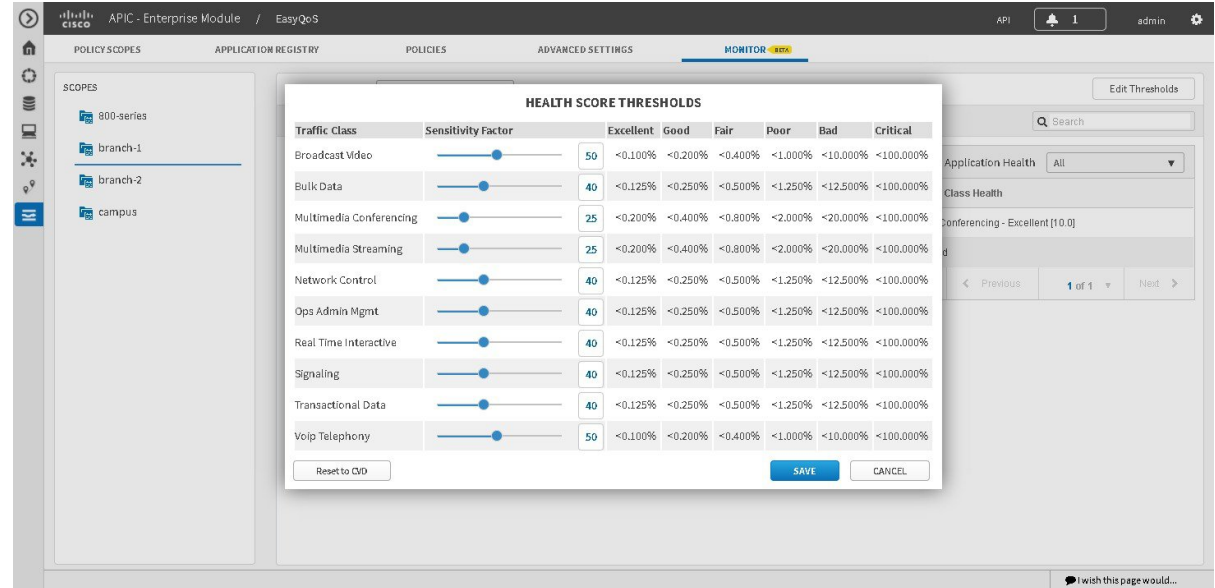 cisco APIC - Enterprise Module / EasyQoS API 1 admin
POLICY SCOPES APPLICATION REGISTRY POLICIES ADVANCED SETTINGS MONITOR BETA
SCOPES
800-series
branch-1
branch-2
campus
Edit Thresholds
Search
Application Health All
Class Health
Conferencing - Excellent [10.0]
Previous 1 of 1 Next
HEALTH SCORE THRESHOLDS
Traffic Class Sensitivity Factor Excellent Good Fair Poor Bad Critical
Broadcast Video 50 <0.100% <0.200% <0.400% <1.000% <10.000% <100.000%
Bulk Data 40 <0.125% <0.250% <0.500% <1.250% <12.500% <100.000%
Multimedia Conferencing 25 <0.200% <0.400% <0.800% <2.000% <20.000% <100.000%
Multimedia Streaming 25 <0.200% <0.400% <0.800% <2.000% <20.000% <100.000%
Network Control 40 <0.125% <0.250% <0.500% <1.250% <12.500% <100.000%
Ops Admin Mgmt 40 <0.125% <0.250% <0.500% <1.250% <12.500% <100.000%
Real Time Interactive 40 <0.125% <0.250% <0.500% <1.250% <12.500% <100.000%
Signaling 40 <0.125% <0.250% <0.500% <1.250% <12.500% <100.000%
Transactional Data 40 <0.125% <0.250% <0.500% <1.250% <12.500% <100.000%
Voip Telephony 50 <0.100% <0.200% <0.400% <1.000% <10.000% <100.000%
Reset to CVD SAVE CANCEL
I wish this page would...